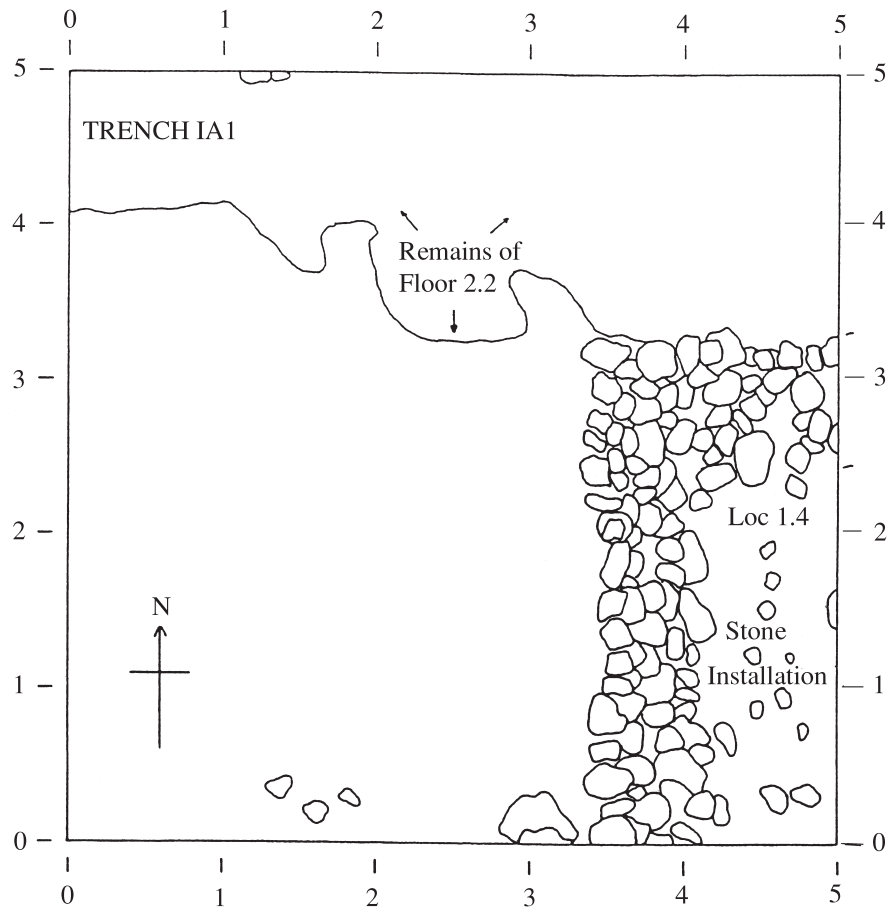 0 1 2 3 4 5
5 5
TRENCH IA1
4 4
Remains of
Floor 2.2
3 3
Loc 1.4
2 2
N
Stone
Installation
1 1
0 0
0 1 2 3 4 5